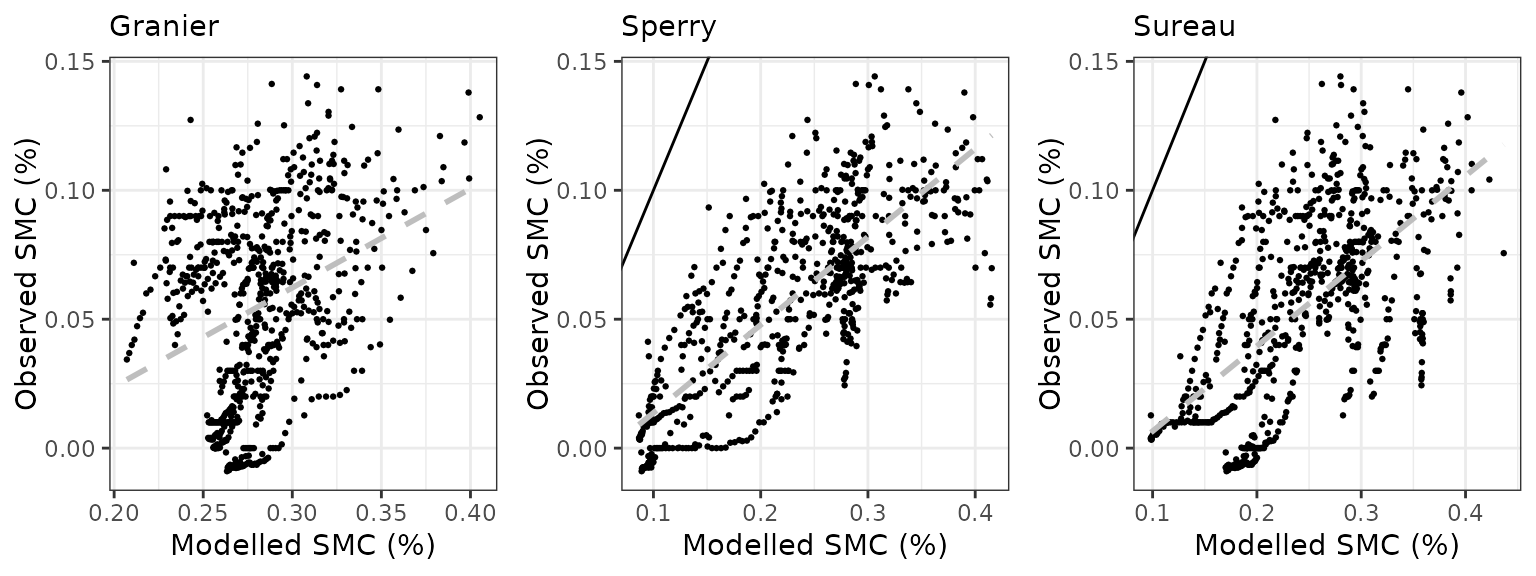 Granier
Sperry
Sureau
Observed SMC (%)
0.15
0.10
0.05
0.00
0.20 0.25 0.30 0.35 0.40
Modelled SMC (%)
Observed SMC (%)
0.15
0.10
0.05
0.00
0.1 0.2 0.3 0.4
Modelled SMC (%)
Observed SMC (%)
0.15
0.10
0.05
0.00
0.1 0.2 0.3 0.4
Modelled SMC (%)